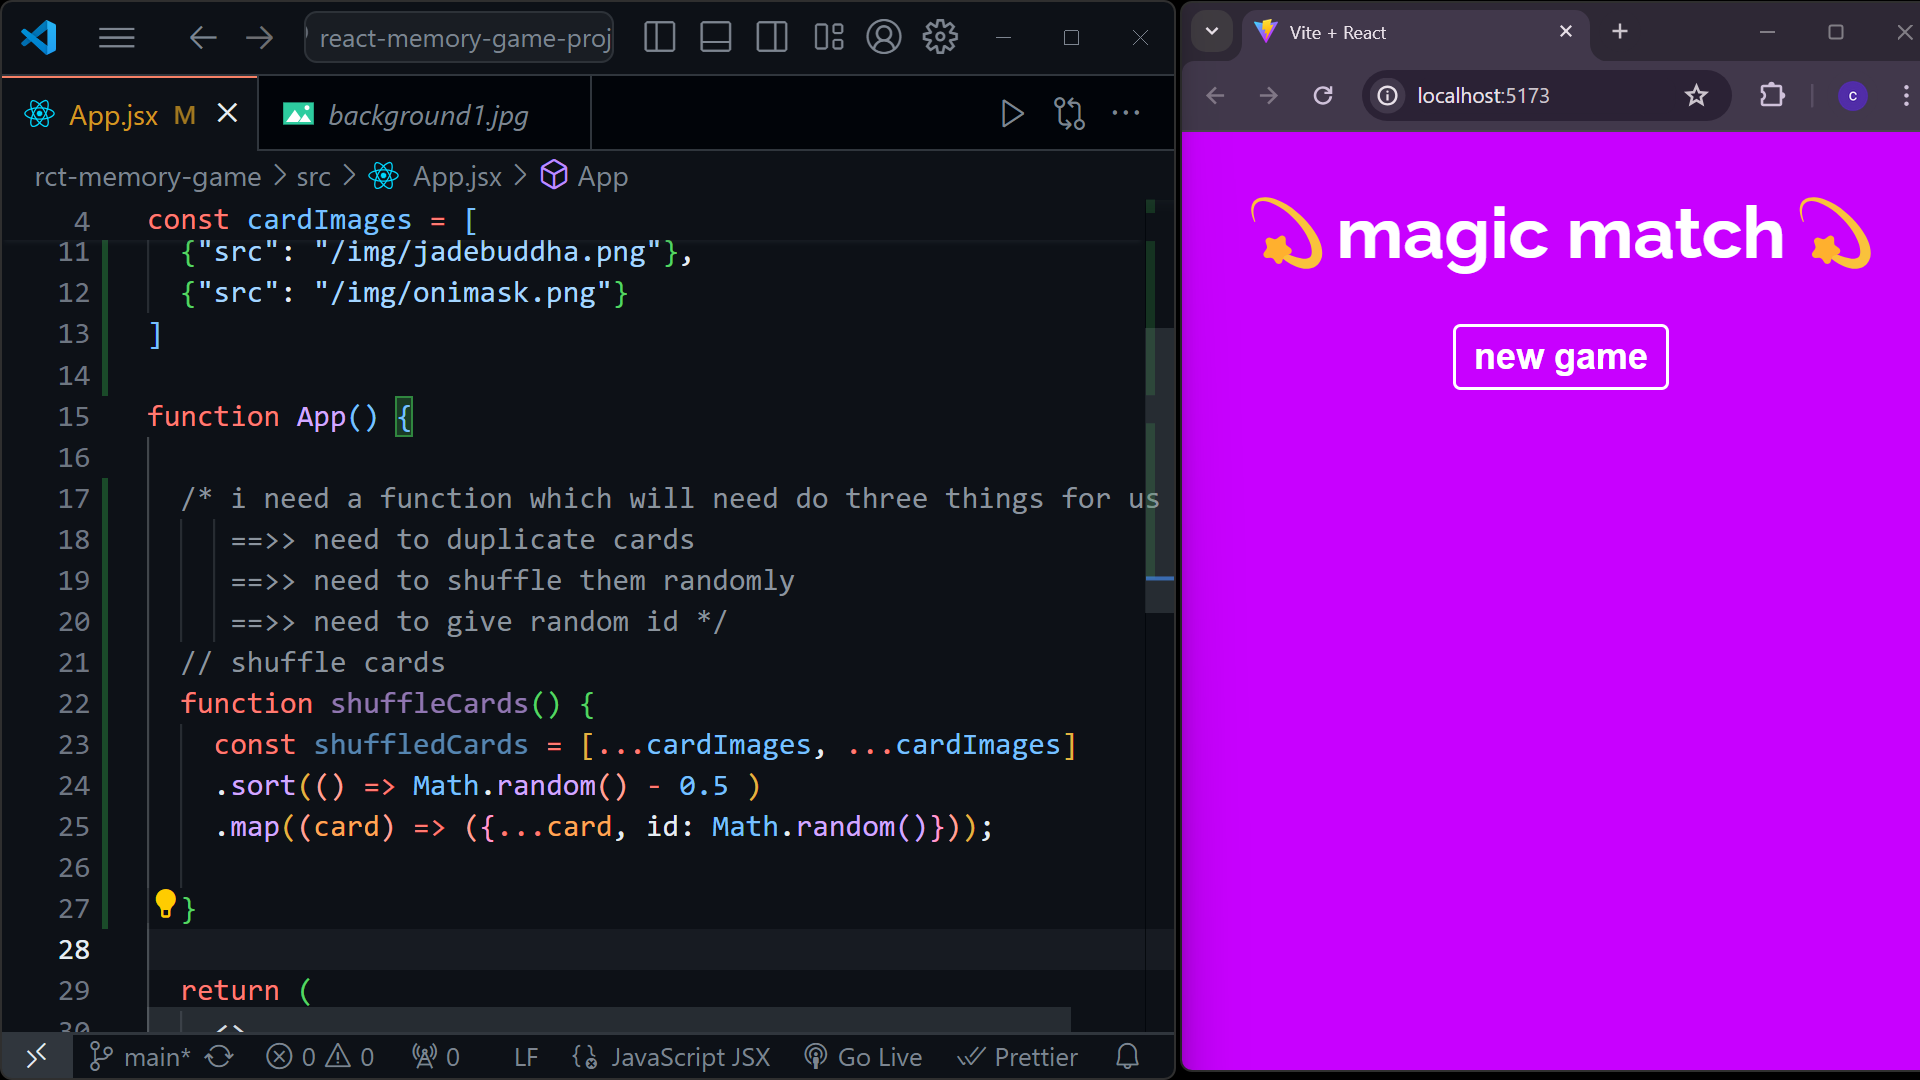 react-memory-game-proj
App.jsx M
background1.jpg
rct-memory-game > src > App.jsx > App
4 const cardImages = [
11 {"src": "/img/jadebuddha.png"},
12 {"src": "/img/onimask.png"}
13 ]
14
15 function App() {
16
17 /* i need a function which will need do three things for us
18 ==>> need to duplicate cards
19 ==>> need to shuffle them randomly
20 ==>> need to give random id */
21 // shuffle cards
22 function shuffleCards() {
23 const shuffledCards = [...cardImages, ...cardImages]
24 .sort(() => Math.random() - 0.5 )
25 .map((card) => ({...card, id: Math.random()}));
26
27 }
28
29 return (
30 <>
main* 0 0 0 LF JavaScript JSX Go Live Prettier
Vite + React
localhost:5173
c
magic match
new game